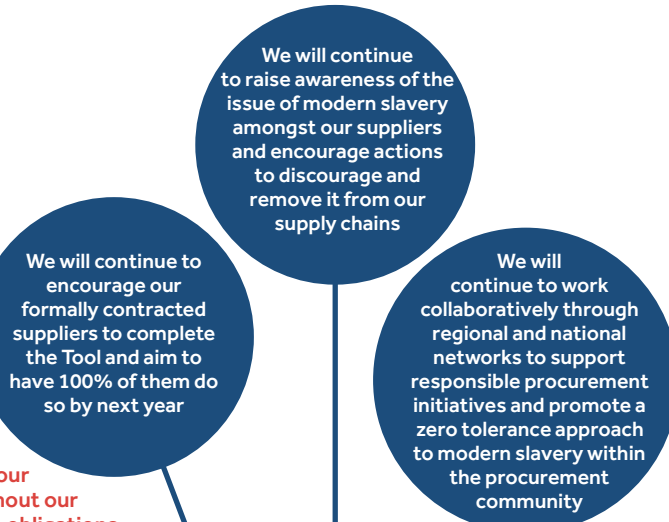 We will continue
to raise awareness of the
issue of modern slavery
amongst our suppliers
and encourage actions
to discourage and
remove it from our
supply chains
We will continue to
encourage our
formally contracted
suppliers to complete
the Tool and aim to
have 100% of them do
so by next year
We will
continue to work
collaboratively through
regional and national
networks to support
responsible procurement
initiatives and promote a
zero tolerance approach
to modern slavery within
the procurement
community
our
our